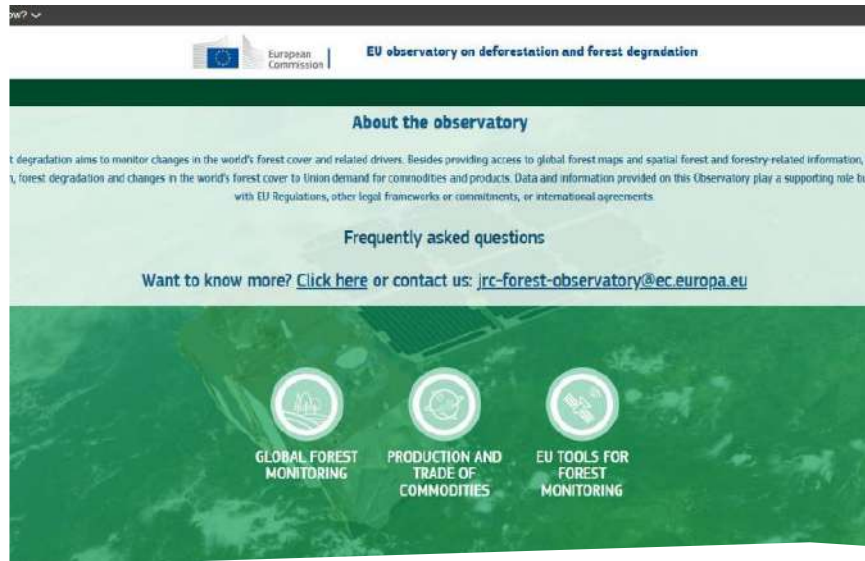 ow?
European
Commission
EU observatory on deforestation and forest degradation
About the observatory
t degradation aims to monitor changes in the world's forest cover and related drivers. Besides providing access to global forest maps and spatial forest and forestry-related information,
n, forest degradation and changes in the world's forest cover to Union demand for commodities and products. Data and information provided on this Observatory play a supporting role bu
with EU Regulations, other legal frameworks or commitments, or international agreements
Frequently asked questions
Want to know more? Click here or contact us: jrc-forest-observatory@ec.europa.eu
GLOBAL FOREST
MONITORING
PRODUCTION AND
TRADE OF
COMMODITIES
EU TOOLS FOR
FOREST
MONITORING